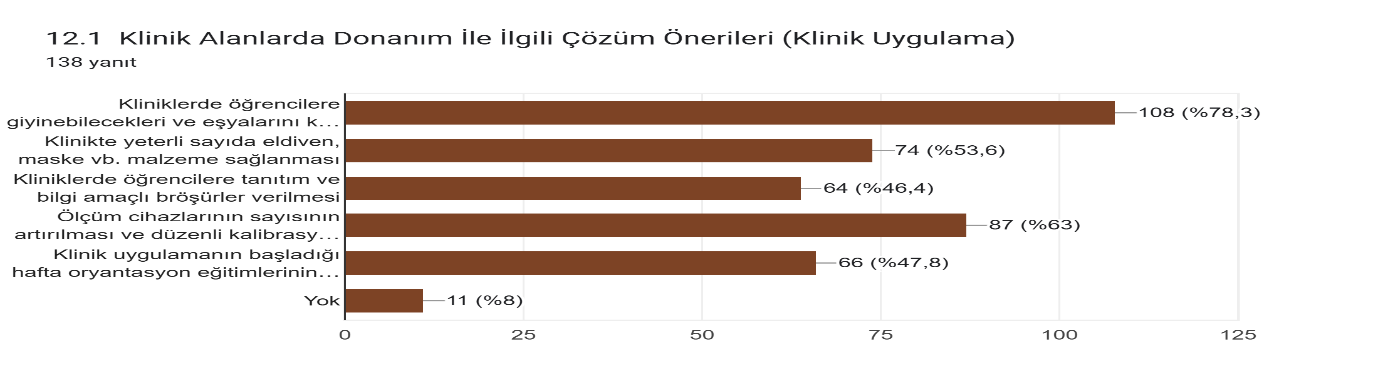 12.1 Klinik Alanlarda Donanım İle İlgili Çözüm Önerileri (Klinik Uygulama)
138 yanıt
Kliniklerde öğrencilere
giyinebilecekleri ve eşyalarını k...
108 (%78,3)
Klinikte yeterli sayıda eldiven,
maske vb. malzeme sağlanması
74 (%53,6)
Kliniklerde öğrencilere tanıtım ve
bilgi amaçlı bröşürler verilmesi
64 (%46,4)
Ölçüm cihazlarının sayısının
artırılması ve düzenli kalibrasy...
87 (%63)
Klinik uygulamanın başladığı
hafta oryantasyon eğitimlerinin...
66 (%47,8)
Yok
11 (%8)
0 25 50 75 100 125